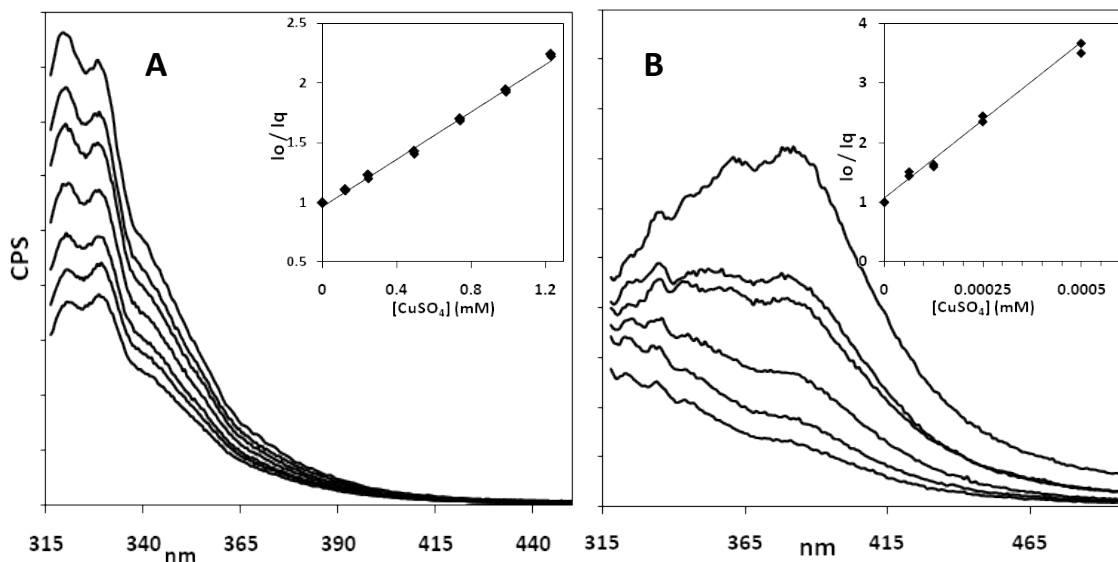 A
CPS
315 340 365 390 415 440
nm
Io / Iq
2.5
2
1.5
1
0.5
0 0.4 0.8 1.2
[CuSO₄] (mM)
B
315 365 415 465
nm
Io / Iq
4
3
2
1
0
0 0.00025 0.0005
[CuSO₄] (mM)